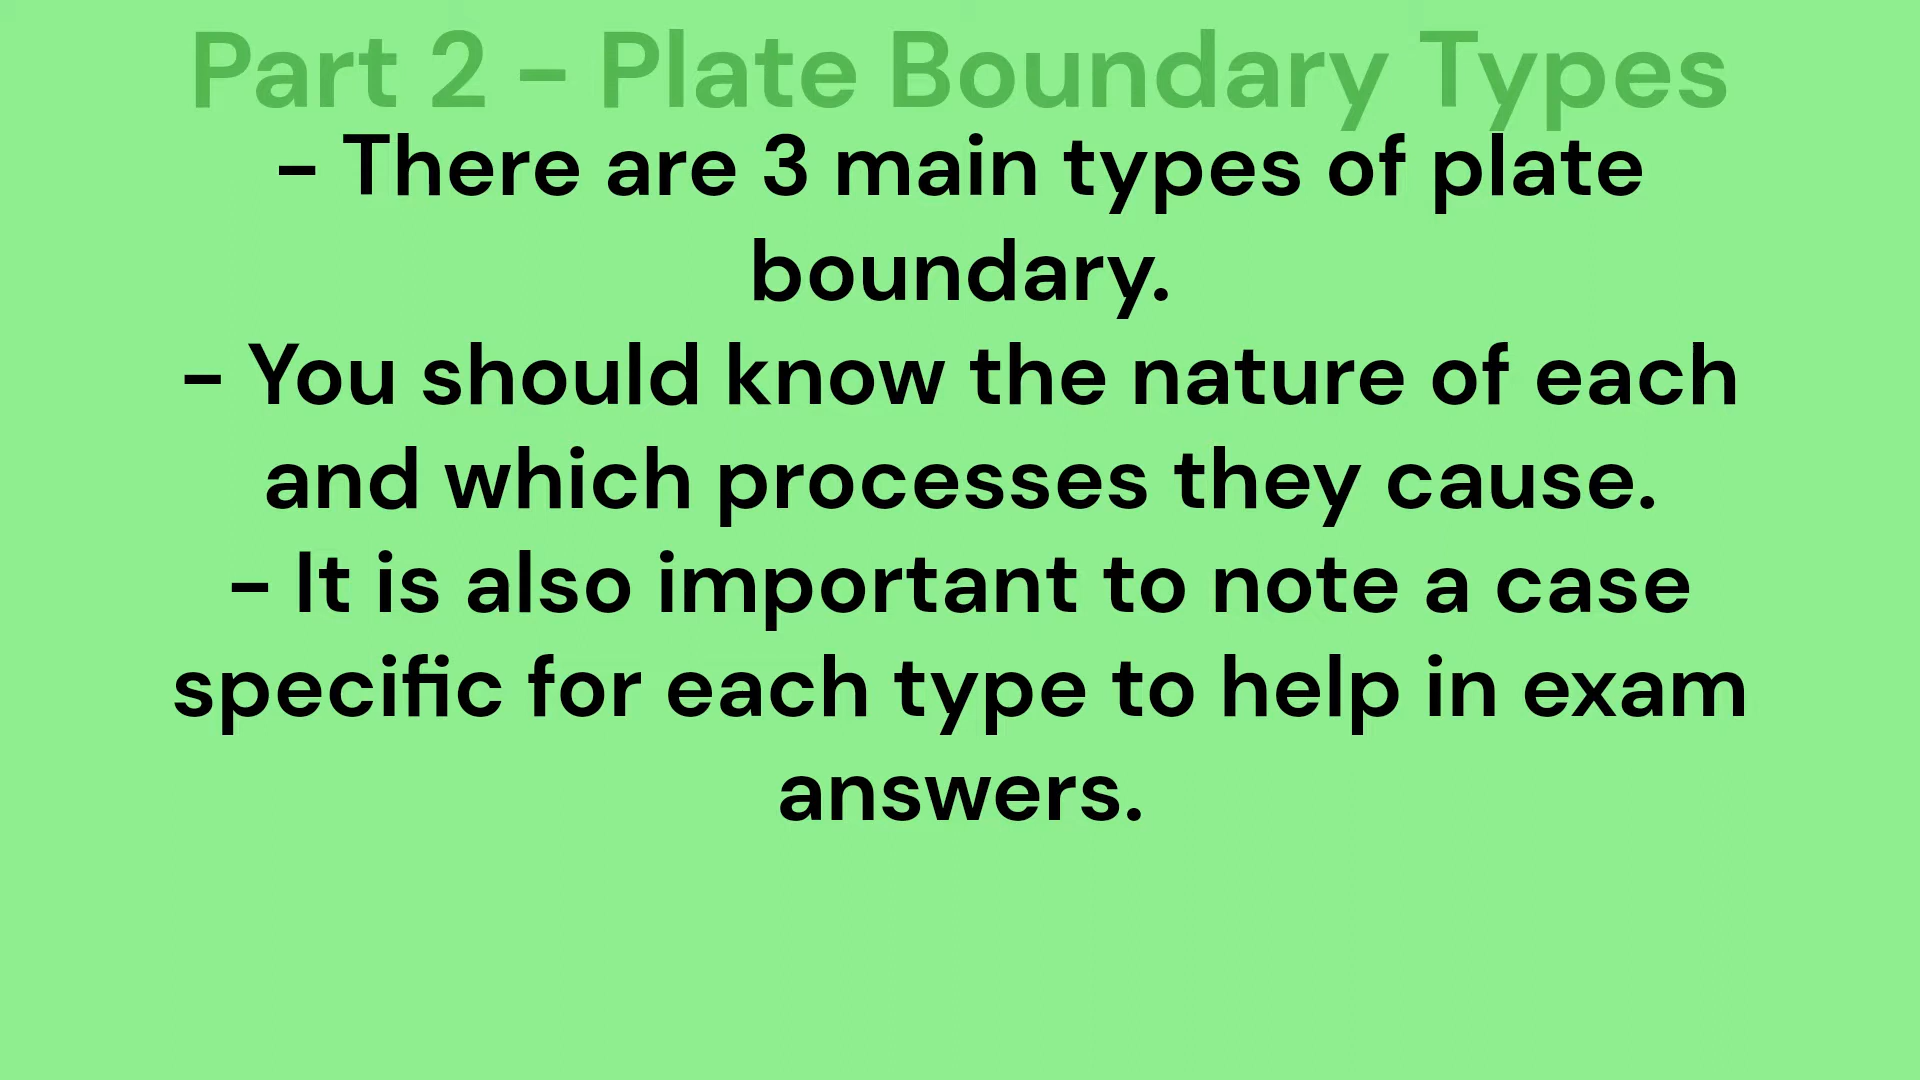 Part 2 - Plate Boundary Types
- There are 3 main types of plate
boundary.
- You should know the nature of each
and which processes they cause.
- It is also important to note a case
specific for each type to help in exam
answers.